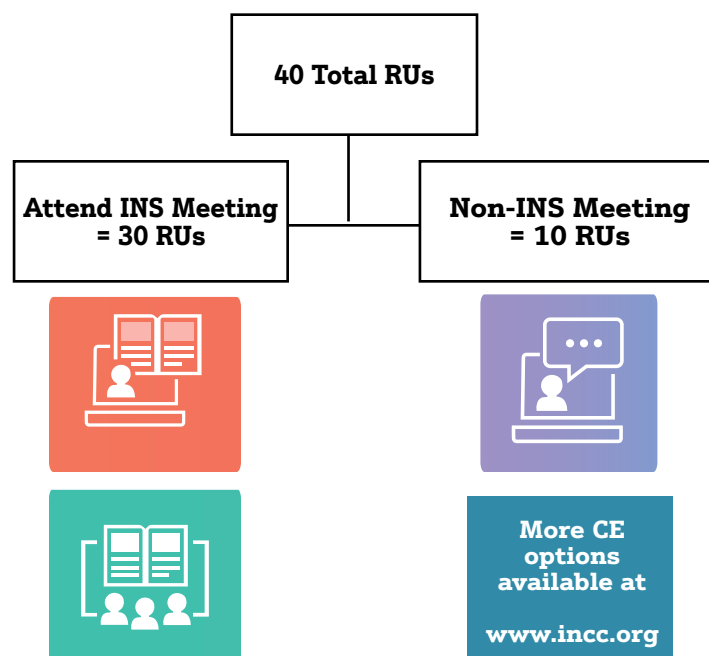 40 Total RUs
Attend INS Meeting
= 30 RUs
Non-INS Meeting
= 10 RUs
More CE
options
available at
www.incc.org